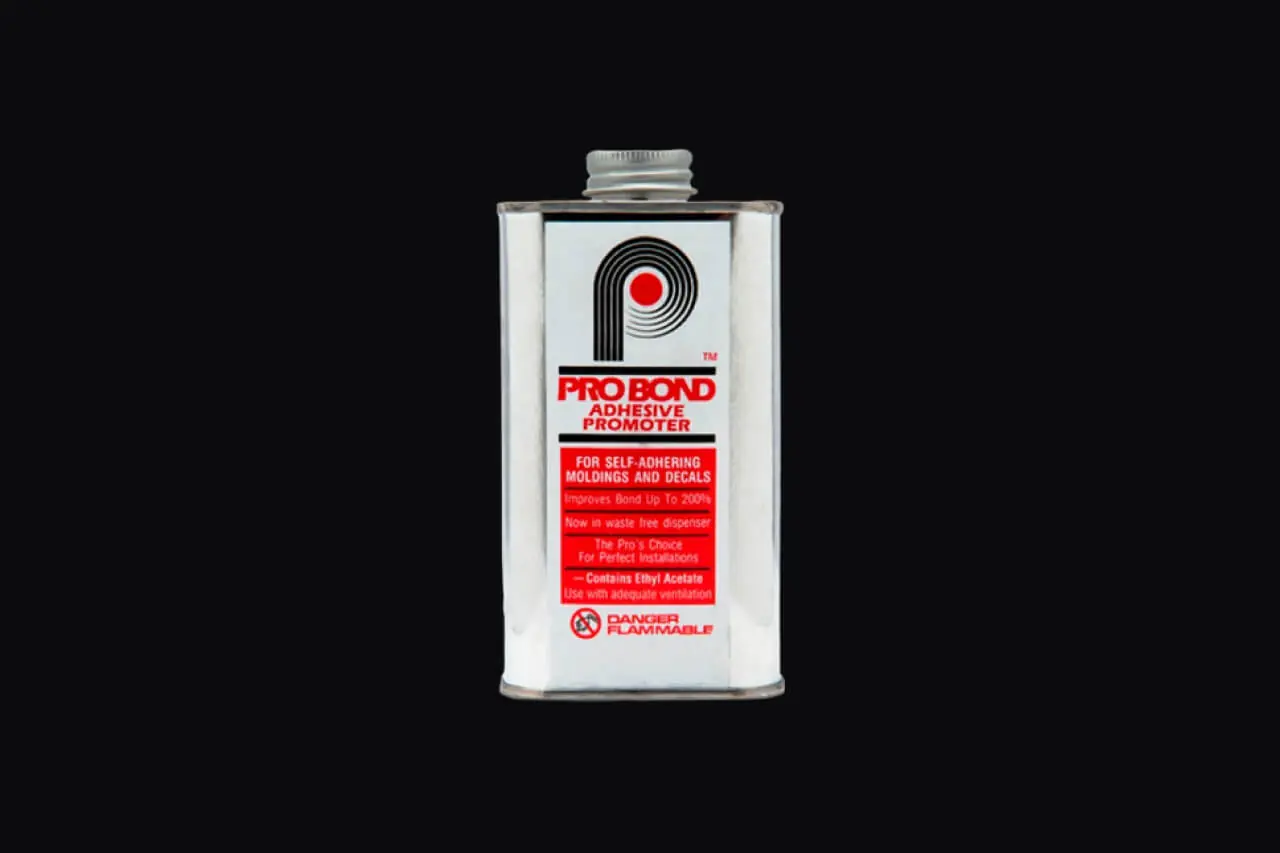 P
TM
PRO BOND
ADHESIVE
PROMOTER
FOR SELF-ADHERING
MOLDINGS AND DECALS
Improves Bond Up To 200%
Now in waste free dispenser
The Pro's Choice
For Perfect Installations
—Contains Ethyl Acetate
Use with adequate ventilation
DANGER
FLAMMABLE